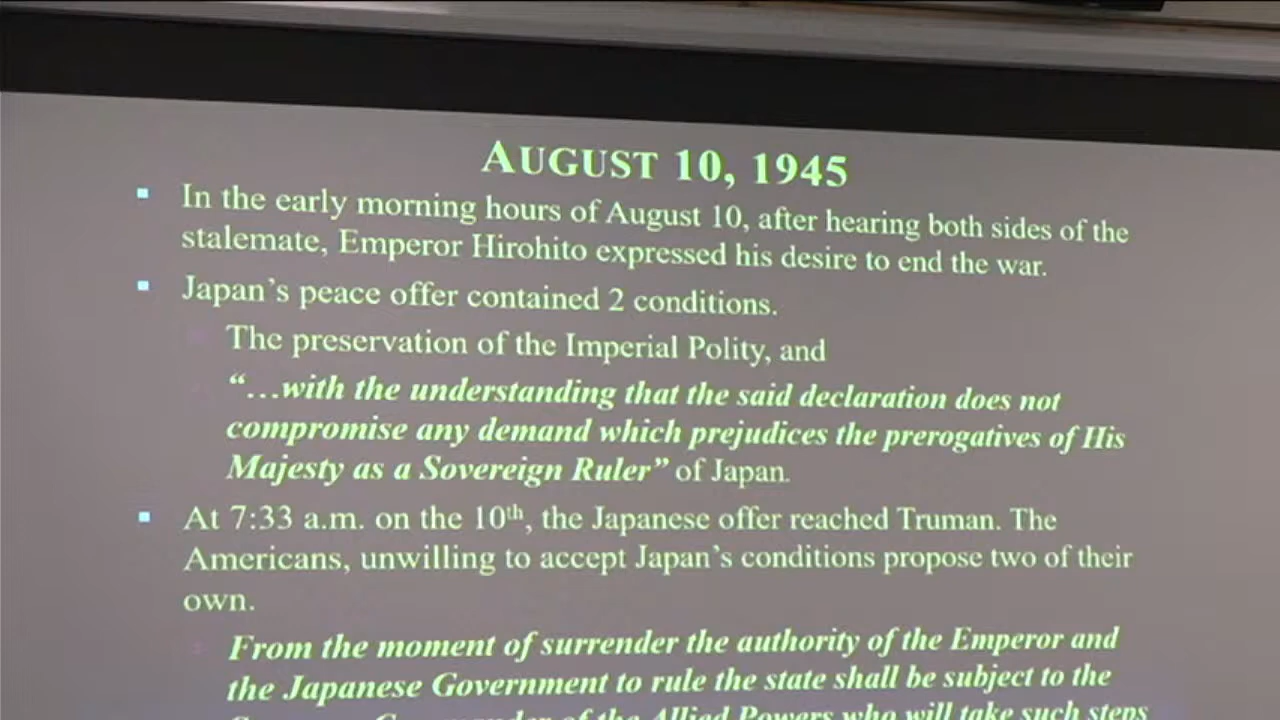 AUGUST 10, 1945
In the early morning hours of August 10, after hearing both sides of the
stalemate, Emperor Hirohito expressed his desire to end the war.
Japan's peace offer contained 2 conditions.
The preservation of the Imperial Polity, and
“…with the understanding that the said declaration does not
compromise any demand which prejudices the prerogatives of His
Majesty as a Sovereign Ruler” of Japan.
At 7:33 a.m. on the 10th, the Japanese offer reached Truman. The
Americans, unwilling to accept Japan's conditions propose two of their
own.
From the moment of surrender the authority of the Emperor and
the Japanese Government to rule the state shall be subject to the
of the Allied Powers who will take such steps